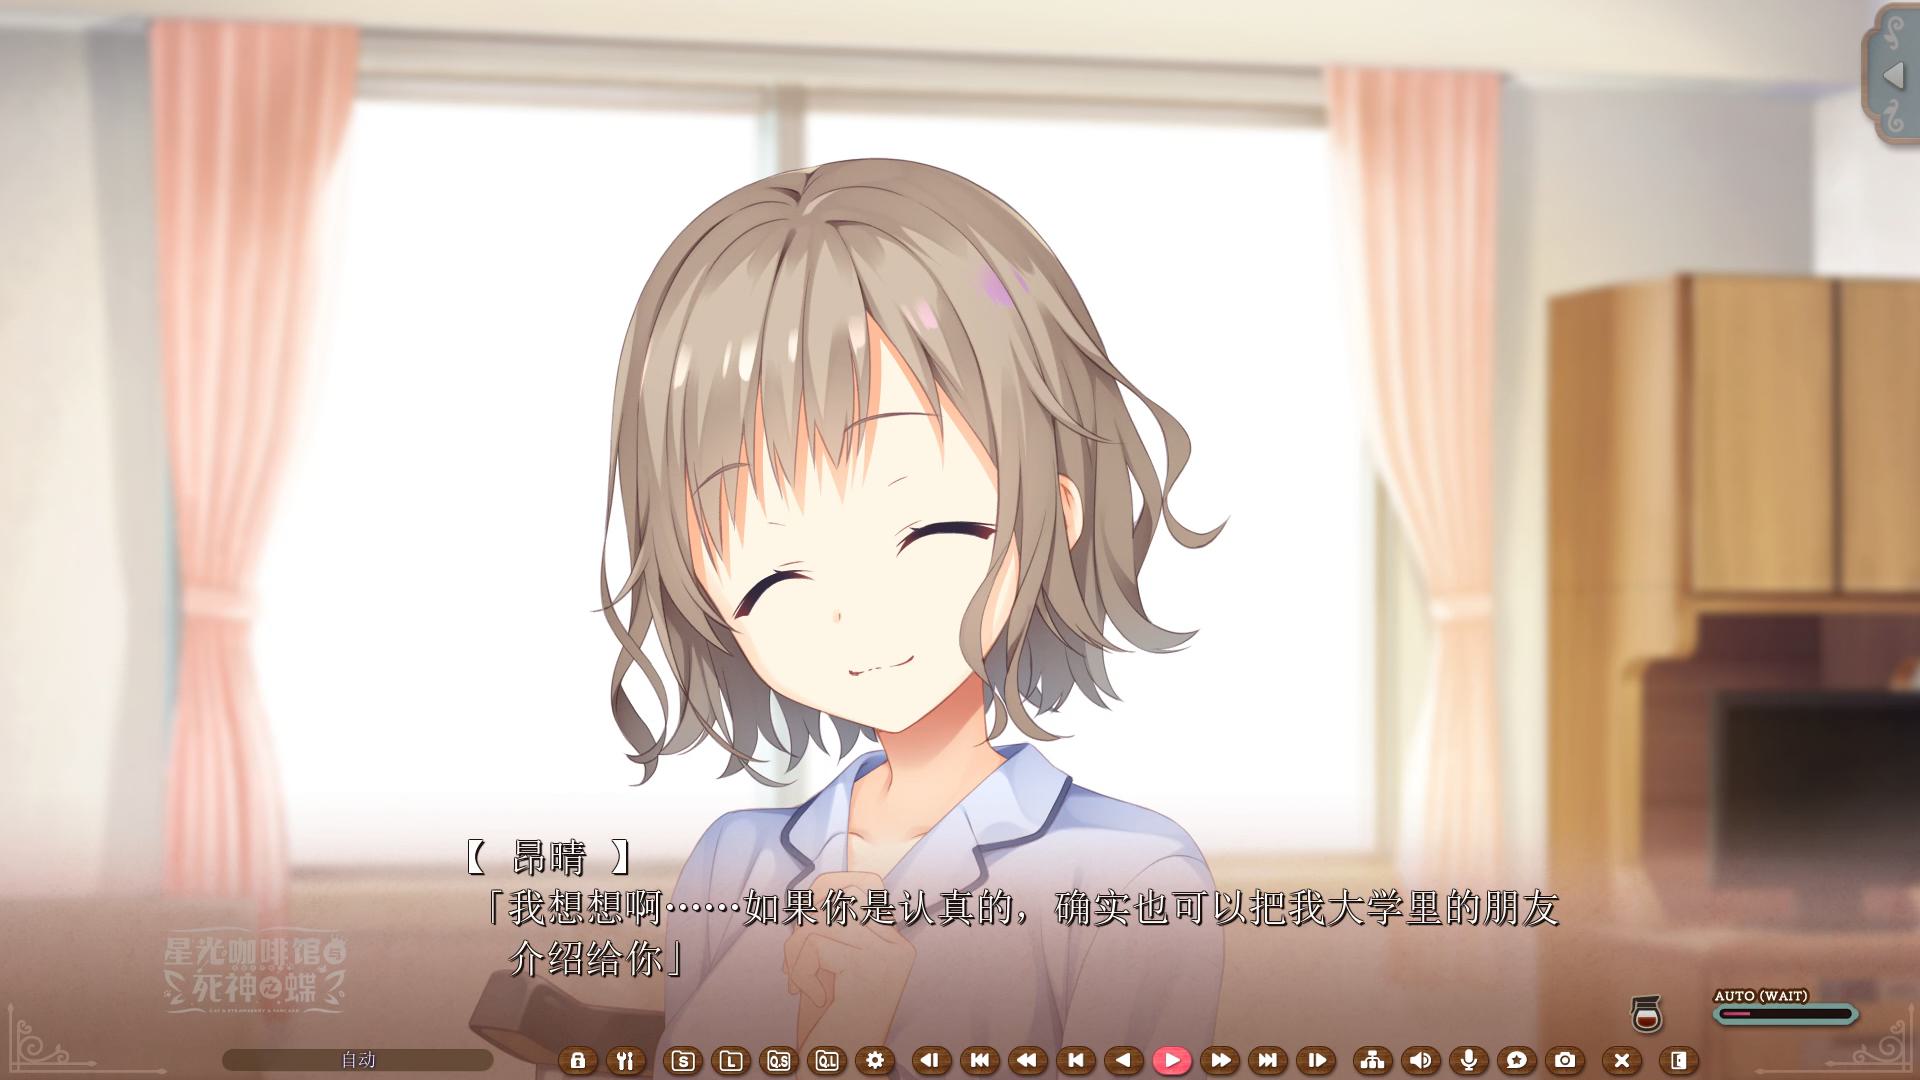 【 昂晴 】
「我想想啊……如果你是认真的，确实也可以把我大学里的朋友
介绍给你」
星光咖啡馆与
死神之蝶
AUTO (WAIT)
自动
S
L
Q.S
Q.L